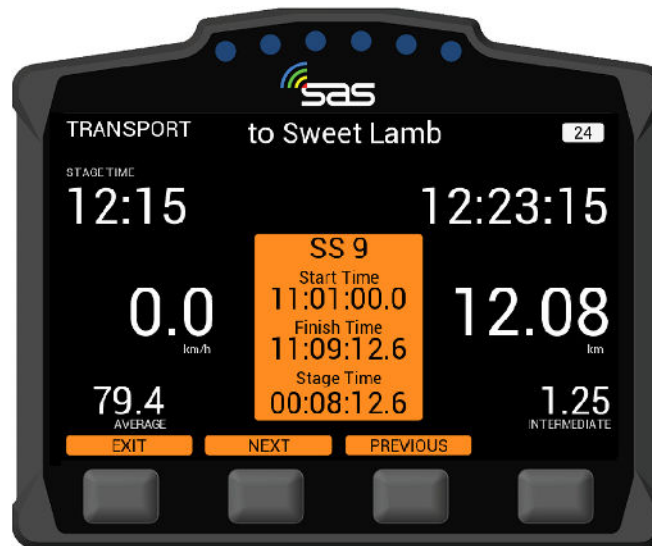 sas
TRANSPORT to Sweet Lamb 24
STAGE TIME
12:15 12:23:15
SS 9
Start Time
11:01:00.0
Finish Time
11:09:12.6
Stage Time
00:08:12.6
0.0
km/h
12.08
km
79.4
AVERAGE
1.25
INTERMEDIATE
EXIT NEXT PREVIOUS